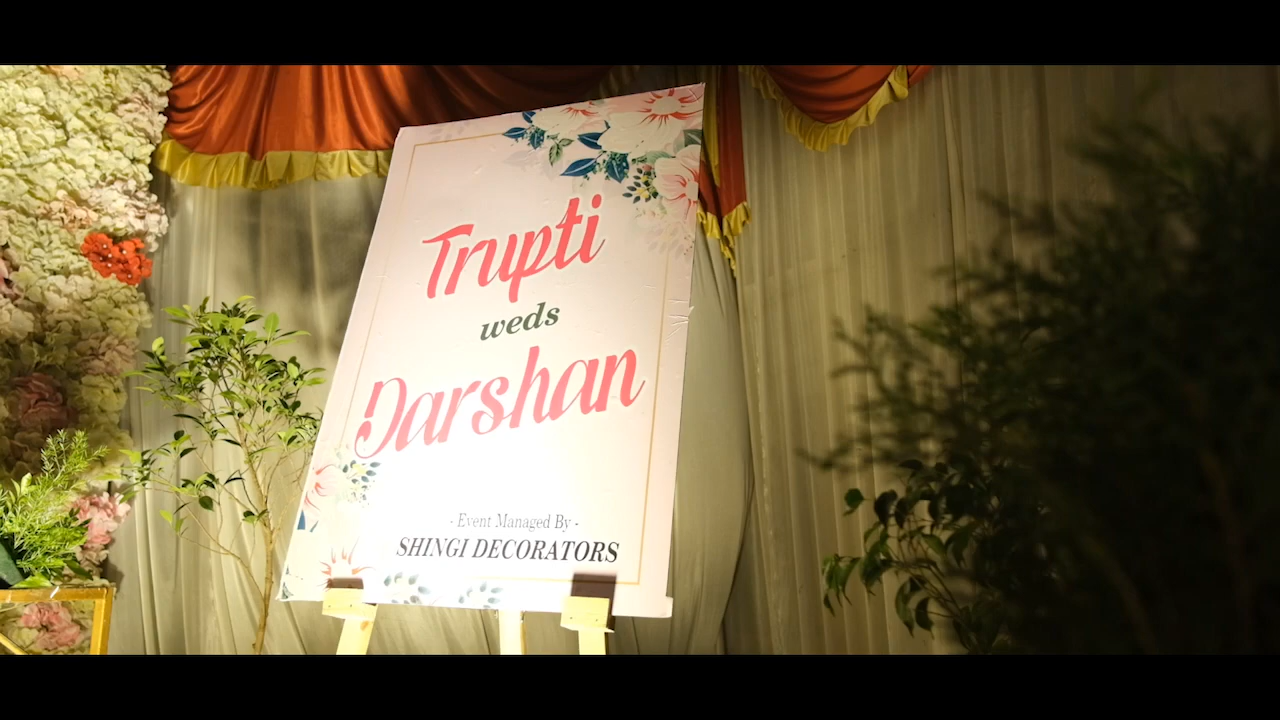 Trupti
weds
Darshan
- Event Managed By -
SHINGI DECORATORS